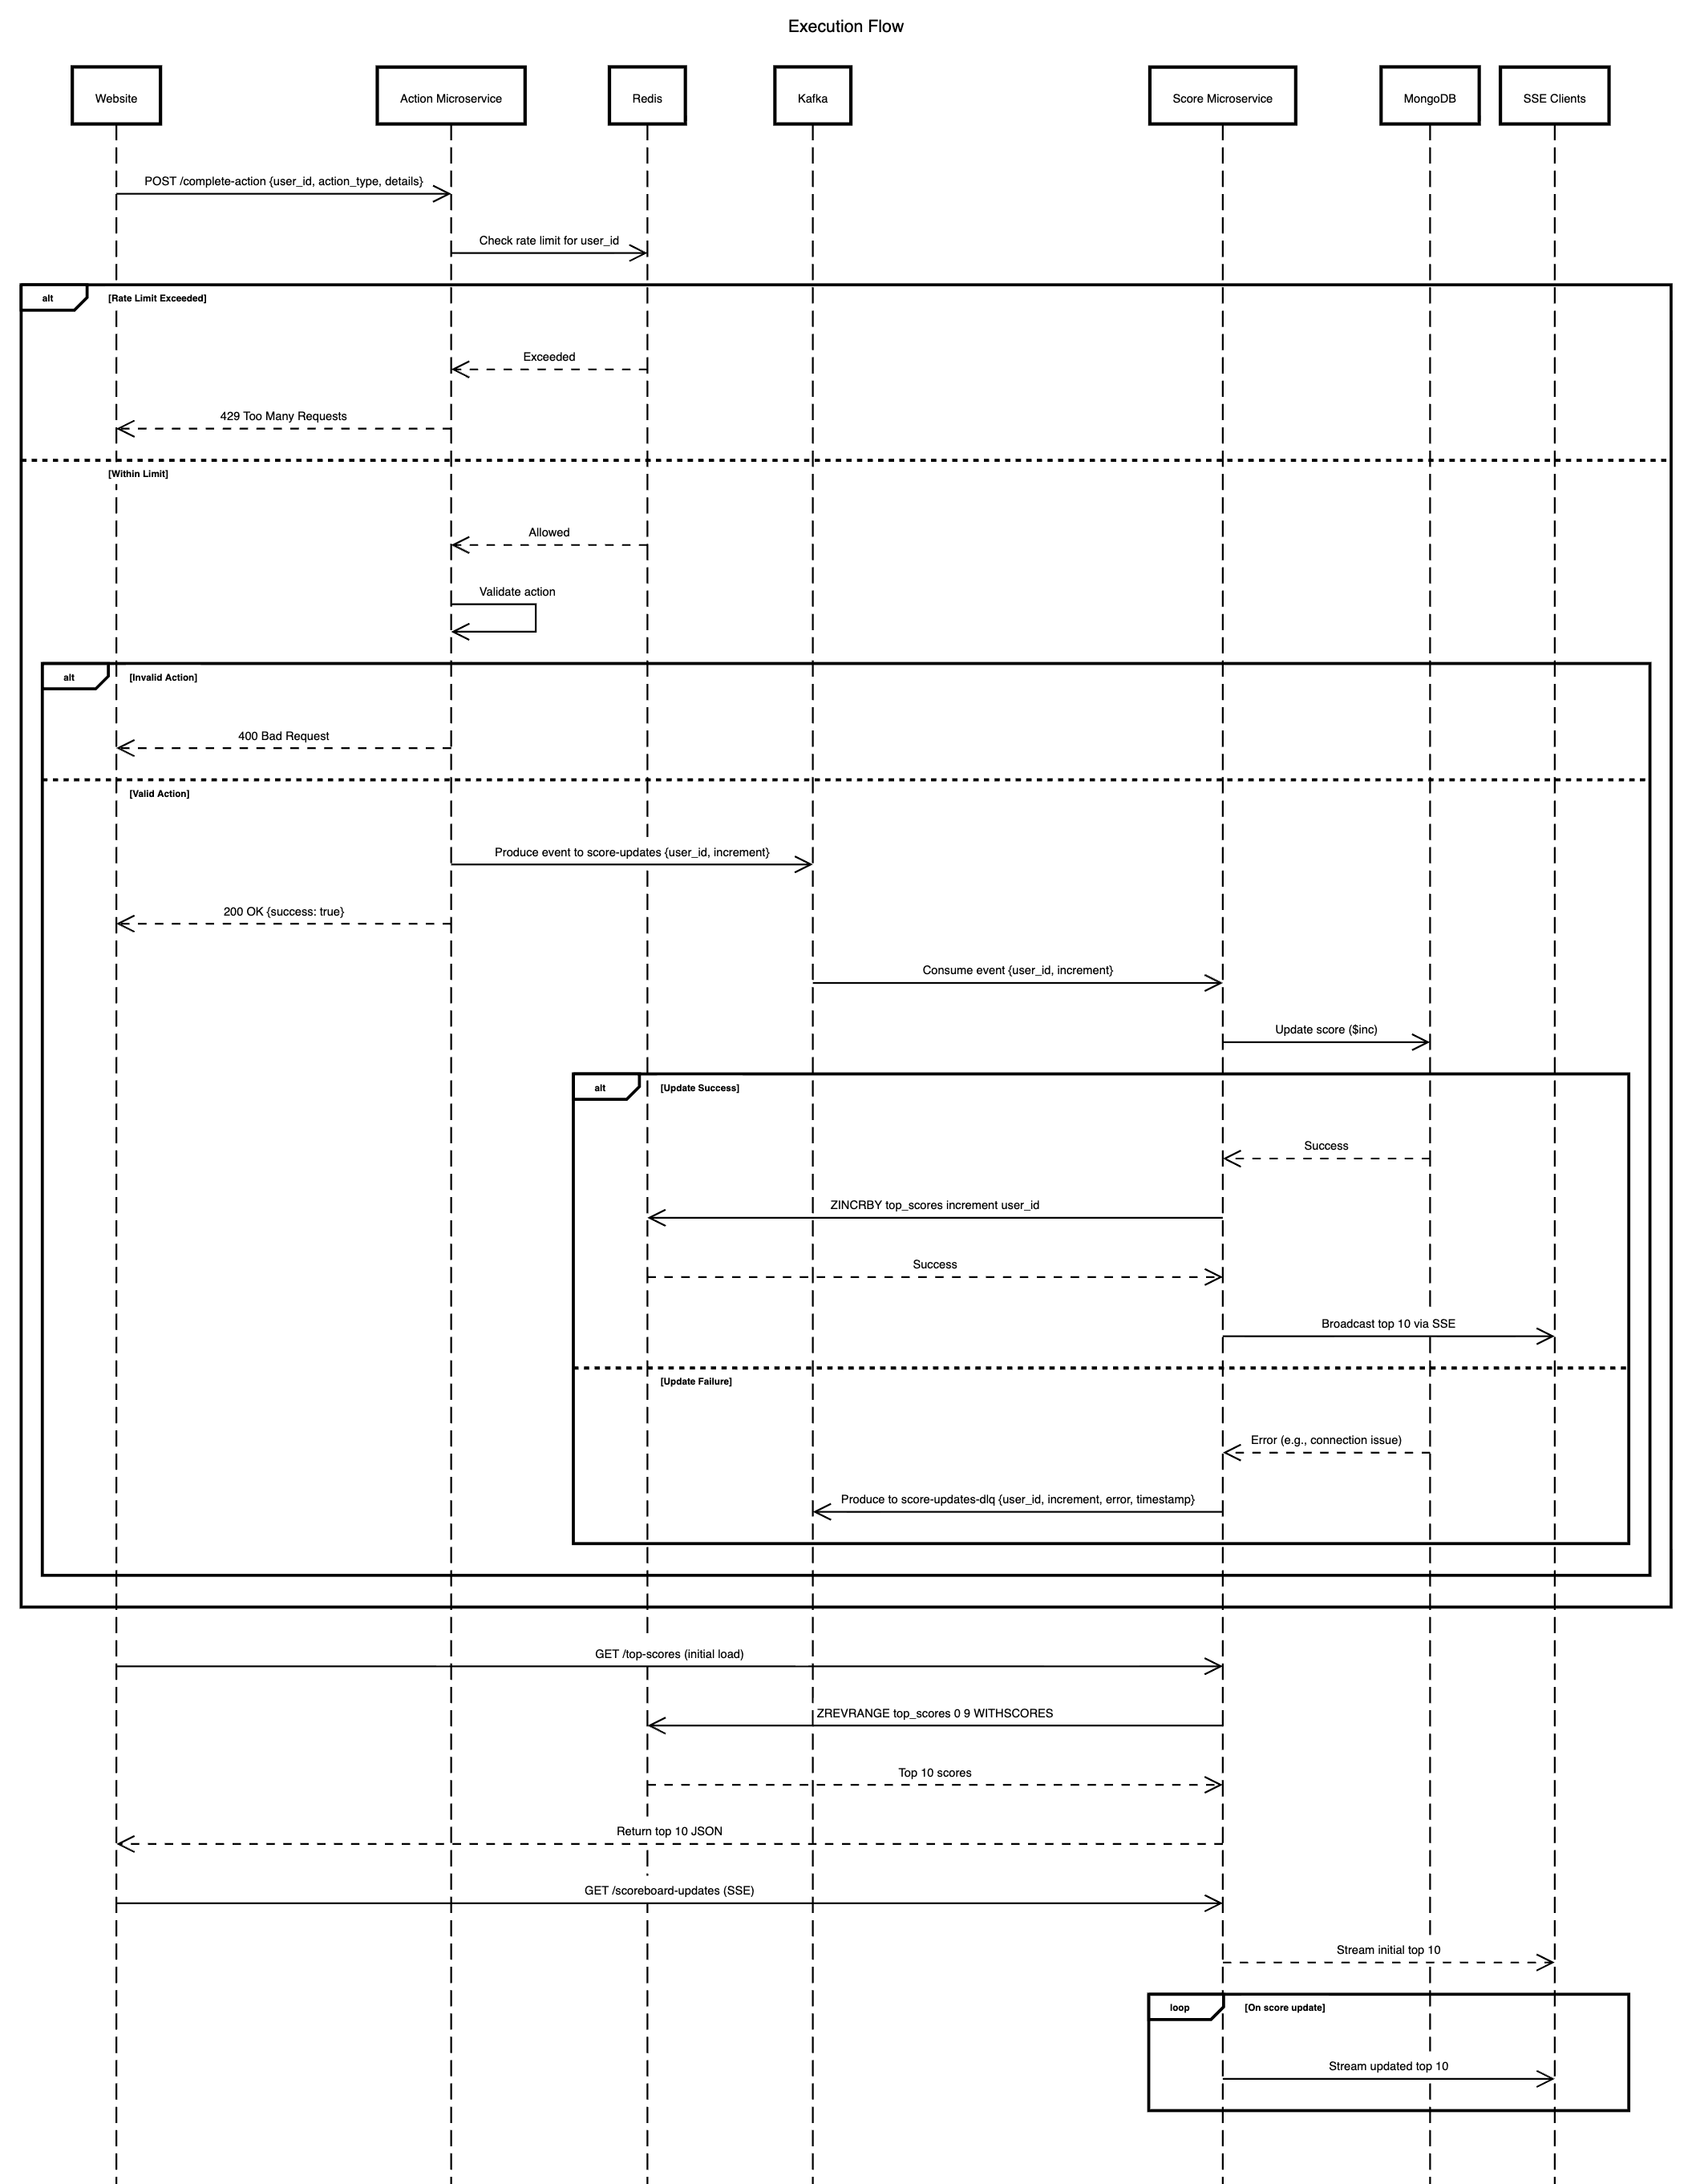 Execution Flow
Website
Action Microservice
Redis
Kafka
Score Microservice
MongoDB
SSE Clients
POST /complete-action {user_id, action_type, details}
Check rate limit for user_id
alt
[Rate Limit Exceeded]
Exceeded
429 Too Many Requests
[Within Limit]
Allowed
Validate action
alt
[Invalid Action]
400 Bad Request
[Valid Action]
Produce event to score-updates {user_id, increment}
200 OK {success: true}
Consume event {user_id, increment}
Update score ($inc)
alt
[Update Success]
Success
ZINCRBY top_scores increment user_id
Success
Broadcast top 10 via SSE
[Update Failure]
Error (e.g., connection issue)
Produce to score-updates-dlq {user_id, increment, error, timestamp}
GET /top-scores (initial load)
ZREVRANGE top_scores 0 9 WITHSCORES
Top 10 scores
Return top 10 JSON
GET /scoreboard-updates (SSE)
Stream initial top 10
loop
[On score update]
Stream updated top 10